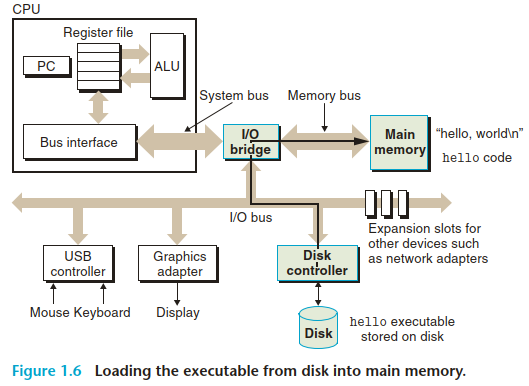 CPU
Register file
PC
ALU
System bus
Memory bus
Bus interface
I/O
bridge
Main
memory
"hello, world\n"
hello code
I/O bus
Expansion slots for
other devices such
as network adapters
USB
controller
Graphics
adapter
Disk
controller
Mouse Keyboard
Display
Disk
hello executable
stored on disk
Figure 1.6 Loading the executable from disk into main memory.